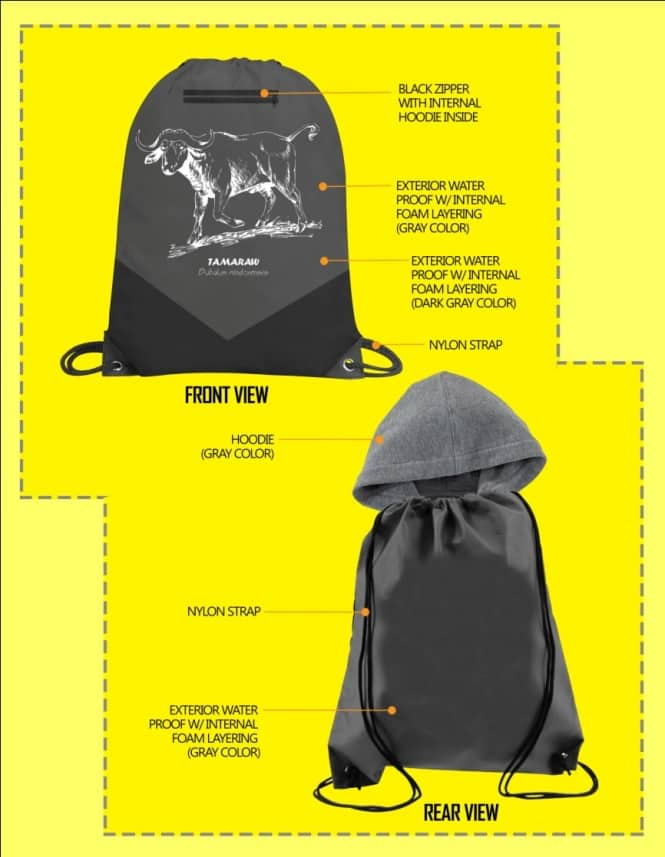 BLACK ZIPPER
WITH INTERNAL
HOODIE INSIDE
EXTERIOR WATER
PROOF W/ INTERNAL
FOAM LAYERING
(GRAY COLOR)
TAMARAW
EXTERIOR WATER
PROOF W/ INTERNAL
FOAM LAYERING
(DARK GRAY COLOR)
NYLON STRAP
FRONT VIEW
HOODIE
(GRAY COLOR)
NYLON STRAP
EXTERIOR WATER
PROOF W/ INTERNAL
FOAM LAYERING
(GRAY COLOR)
REAR VIEW